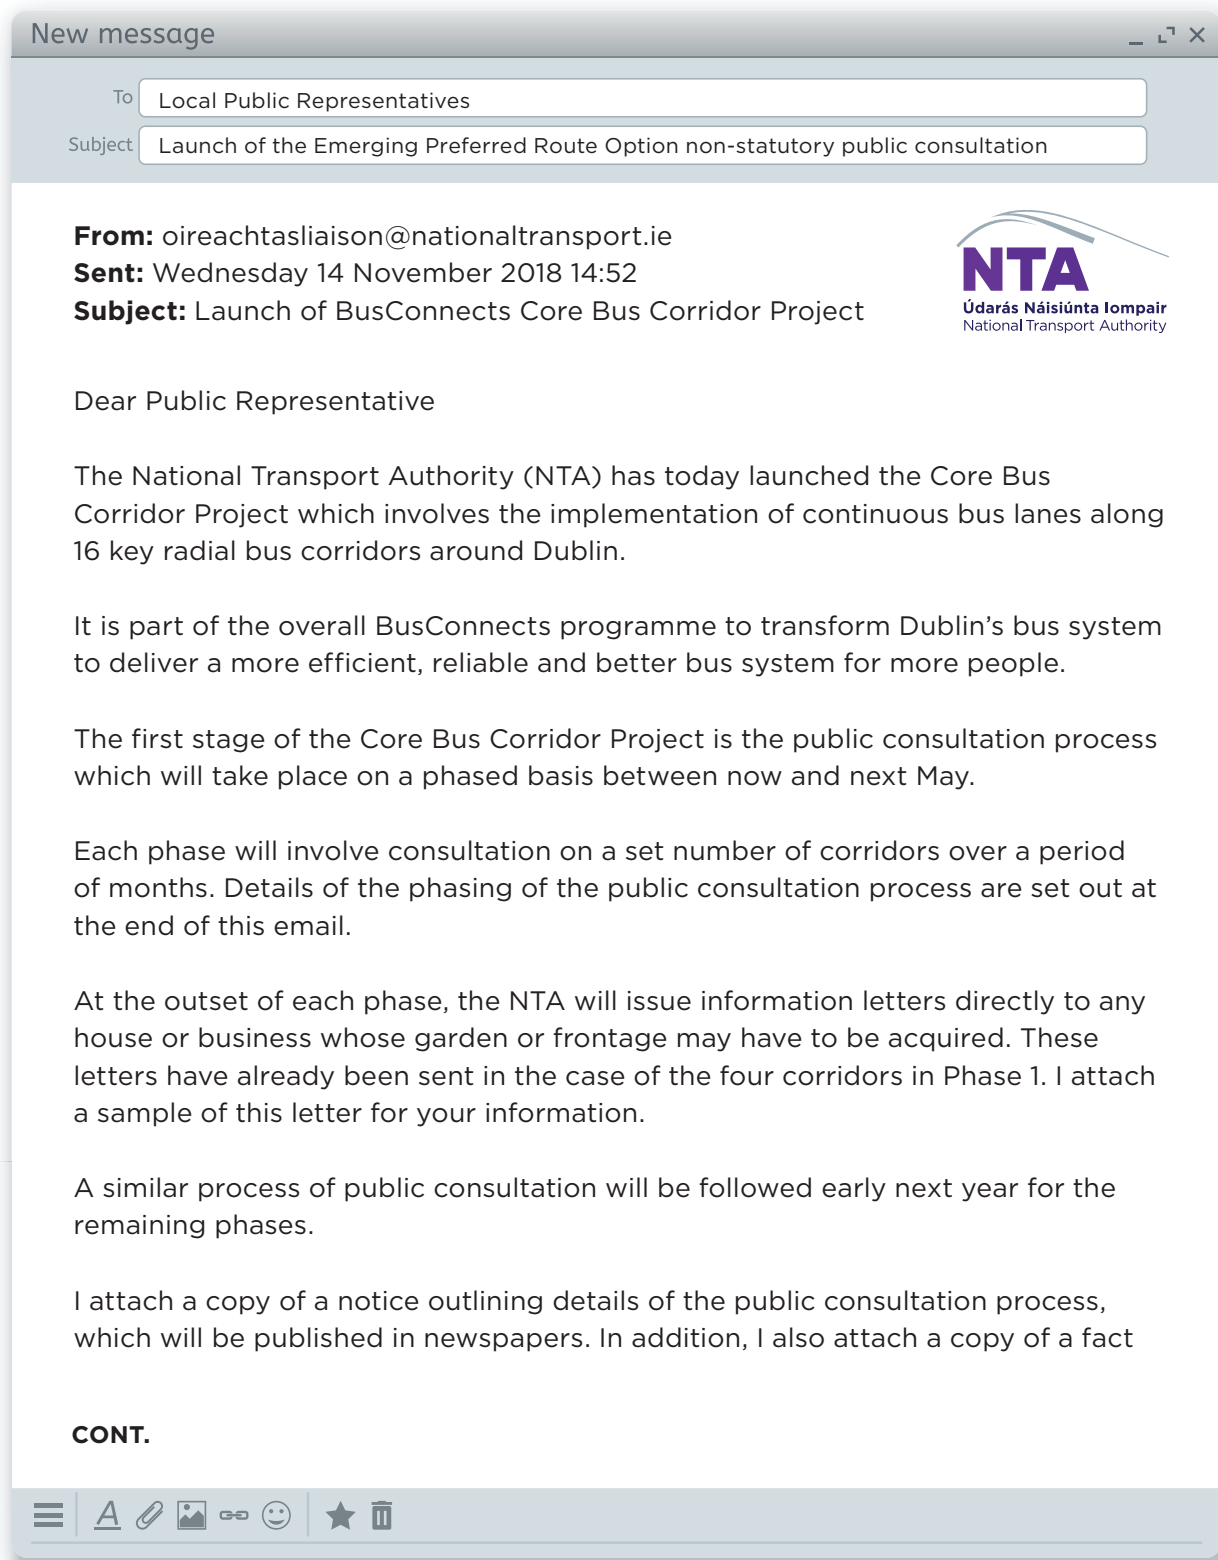 New message
To Local Public Representatives
Subject Launch of the Emerging Preferred Route Option non-statutory public consultation
From: oireachtasliaison@nationaltransport.ie
Sent: Wednesday 14 November 2018 14:52
Subject: Launch of BusConnects Core Bus Corridor Project
NTA
Údarás Náisiúnta Iompair
National Transport Authority
Dear Public Representative
The National Transport Authority (NTA) has today launched the Core Bus
Corridor Project which involves the implementation of continuous bus lanes along
16 key radial bus corridors around Dublin.
It is part of the overall BusConnects programme to transform Dublin's bus system
to deliver a more efficient, reliable and better bus system for more people.
The first stage of the Core Bus Corridor Project is the public consultation process
which will take place on a phased basis between now and next May.
Each phase will involve consultation on a set number of corridors over a period
of months. Details of the phasing of the public consultation process are set out at
the end of this email.
At the outset of each phase, the NTA will issue information letters directly to any
house or business whose garden or frontage may have to be acquired. These
letters have already been sent in the case of the four corridors in Phase 1. I attach
a sample of this letter for your information.
A similar process of public consultation will be followed early next year for the
remaining phases.
I attach a copy of a notice outlining details of the public consultation process,
which will be published in newspapers. In addition, I also attach a copy of a fact
CONT.
A